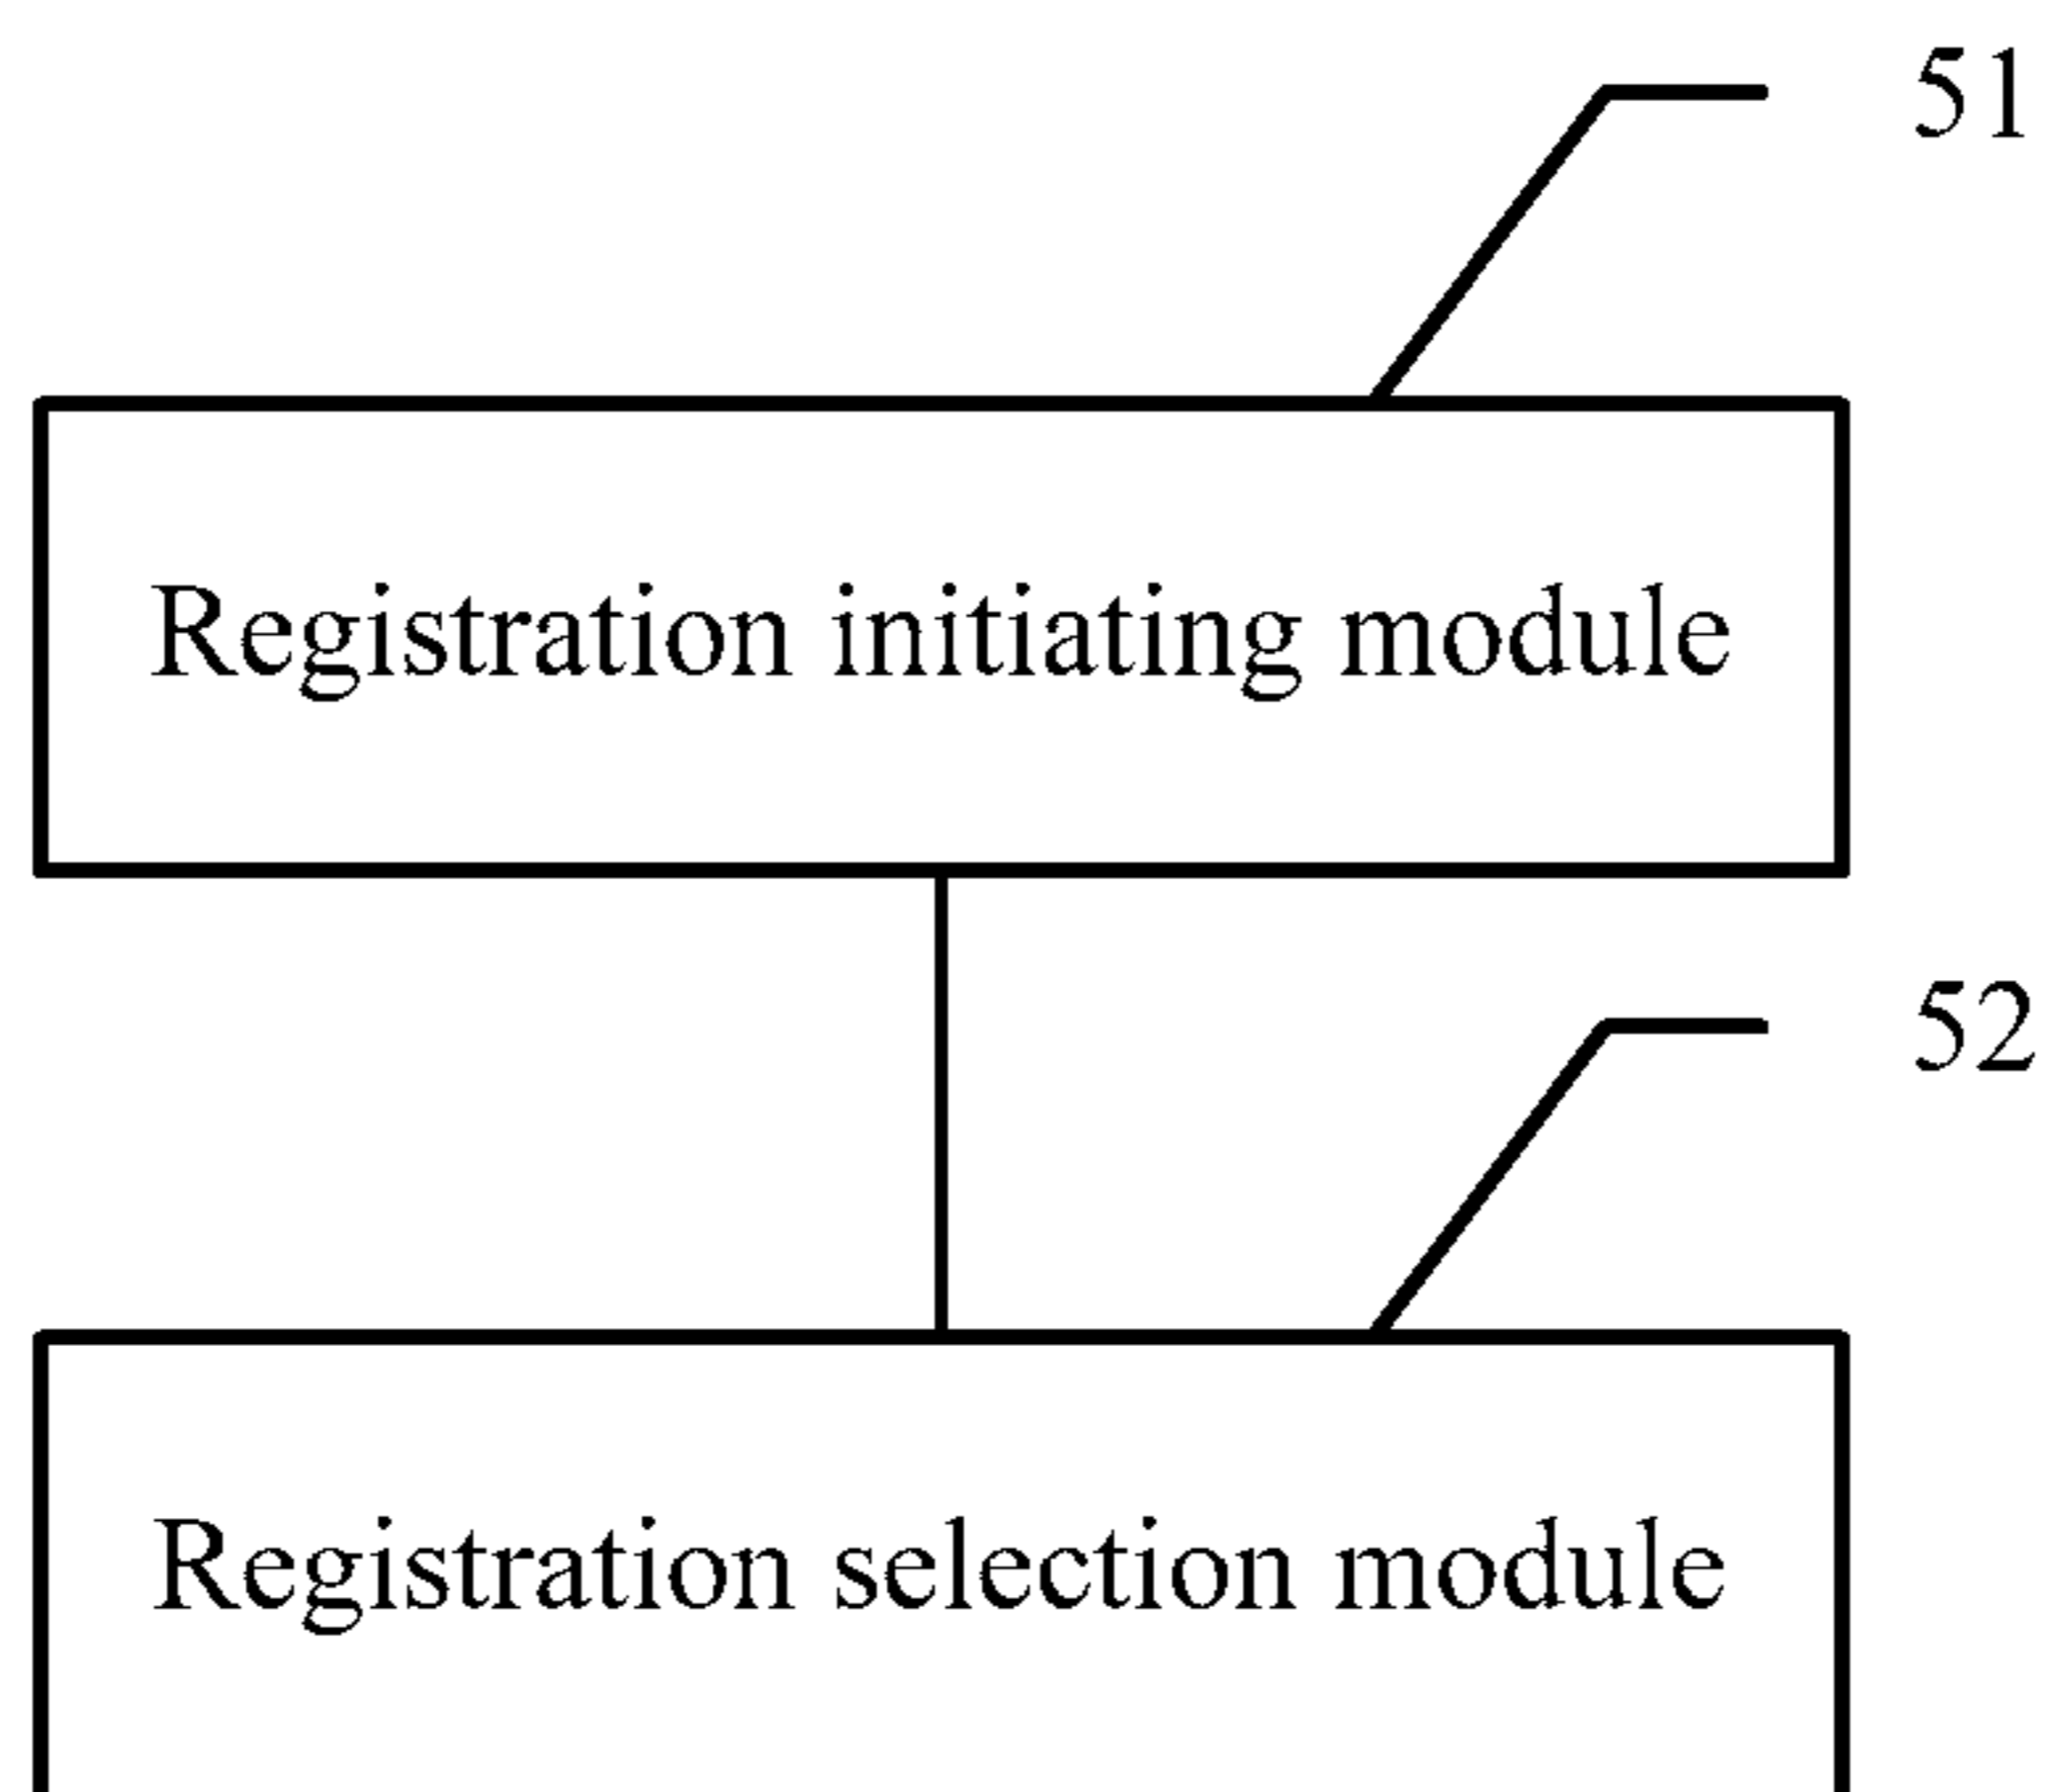 51
Registration initiating module
52
Registration selection module